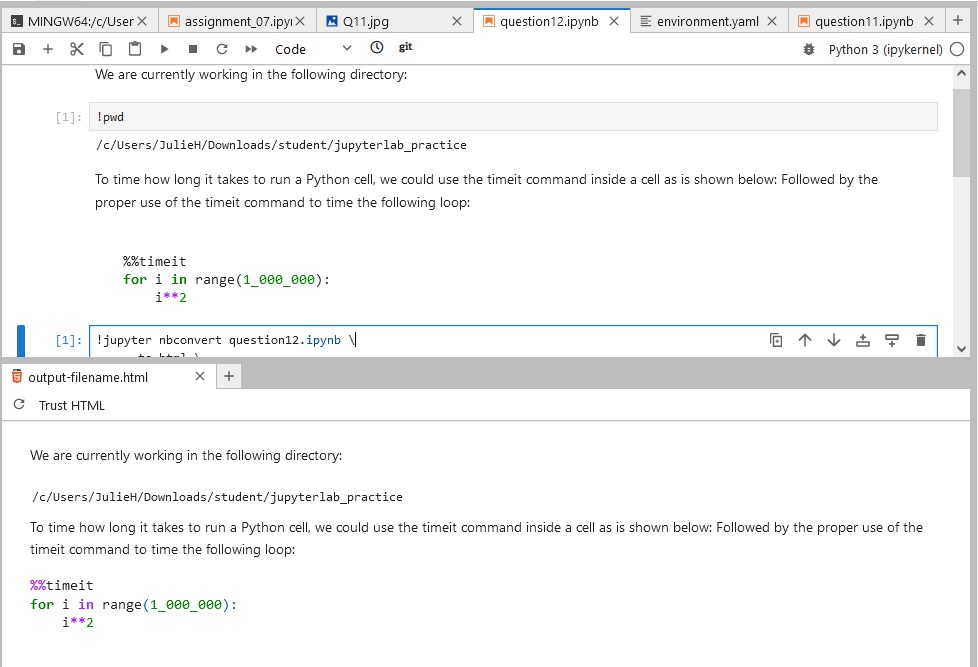 MINGW64:/c/User
assignment_07.ipyn
Q11.jpg
question12.ipynb
environment.yaml
question11.ipynb
Code
git
Python 3 (ipykernel)
We are currently working in the following directory:
[1]: !pwd
/c/Users/JulieH/Downloads/student/jupyterlab_practice
To time how long it takes to run a Python cell, we could use the timeit command inside a cell as is shown below: Followed by the
proper use of the timeit command to time the following loop:
%%timeit
for i in range(1_000_000):
i**2
[1]: !jupyter nbconvert question12.ipynb \
output-filename.html
Trust HTML
We are currently working in the following directory:
/c/Users/JulieH/Downloads/student/jupyterlab_practice
To time how long it takes to run a Python cell, we could use the timeit command inside a cell as is shown below: Followed by the proper use of the
timeit command to time the following loop:
%%timeit
for i in range(1_000_000):
i**2